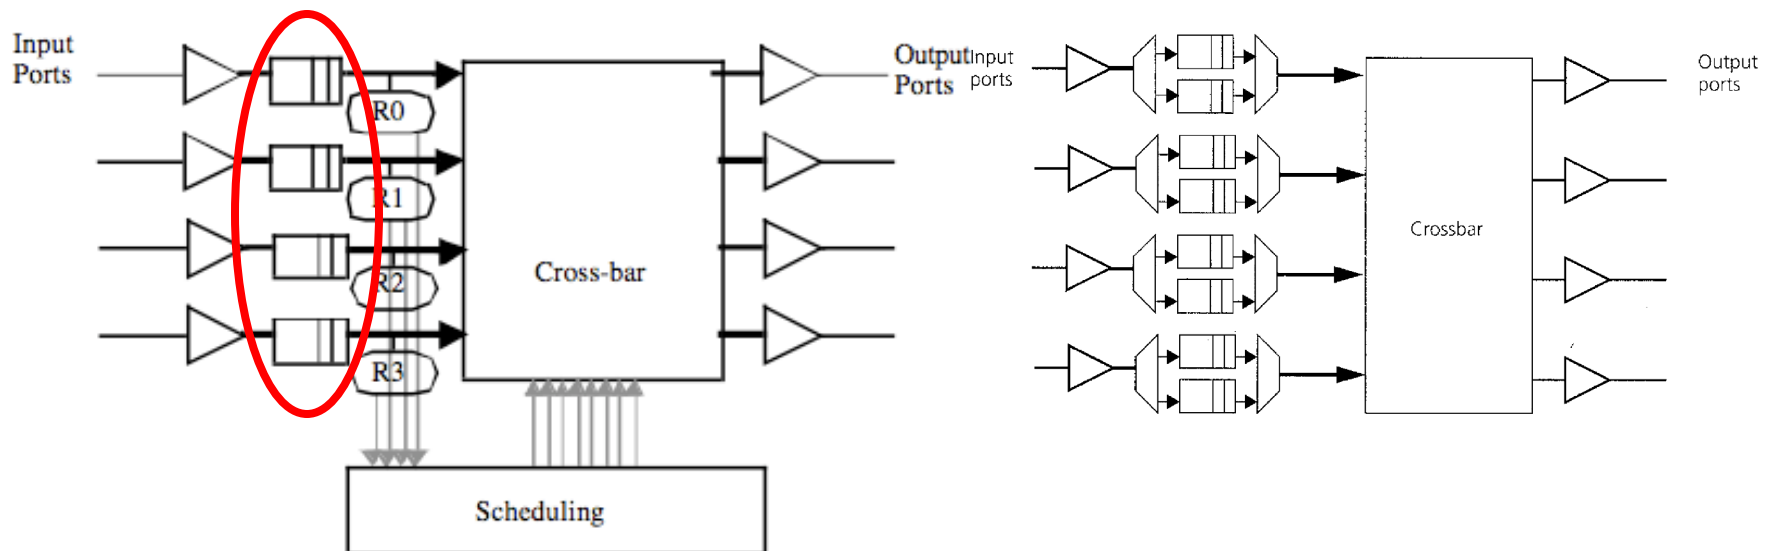 Input
Ports
R0
R1
R2
R3
Cross-bar
Scheduling
Output
Ports
Input
ports
Crossbar
Output
ports